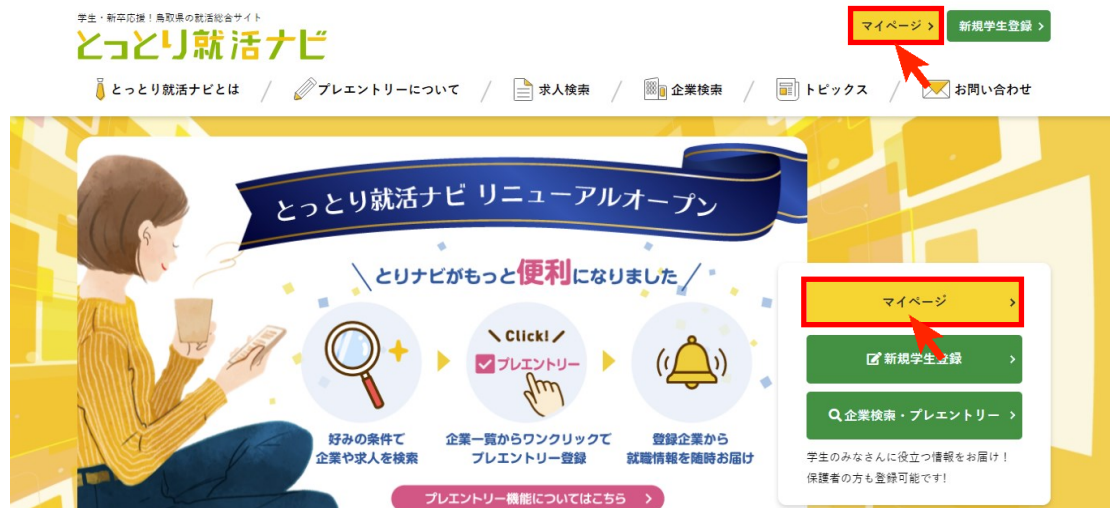 学生・新卒応援！鳥取県の就活総合サイト
とっとり就活ナビ
マイページ
新規学生登録
とっとり就活ナビとは
プレエントリーについて
求人検索
企業検索
トピックス
お問い合わせ
とっとり就活ナビ リニューアルオープン
とりナビがもっと便利になりました
Click!
プレエントリー
好みの条件で
企業や求人を検索
企業一覧からワンクリックで
プレエントリー登録
登録企業から
就職情報を随時お届け
プレエントリー機能についてはこちら
マイページ
新規学生登録
企業検索・プレエントリー
学生のみなさんに役立つ情報をお届け！
保護者の方も登録可能です!